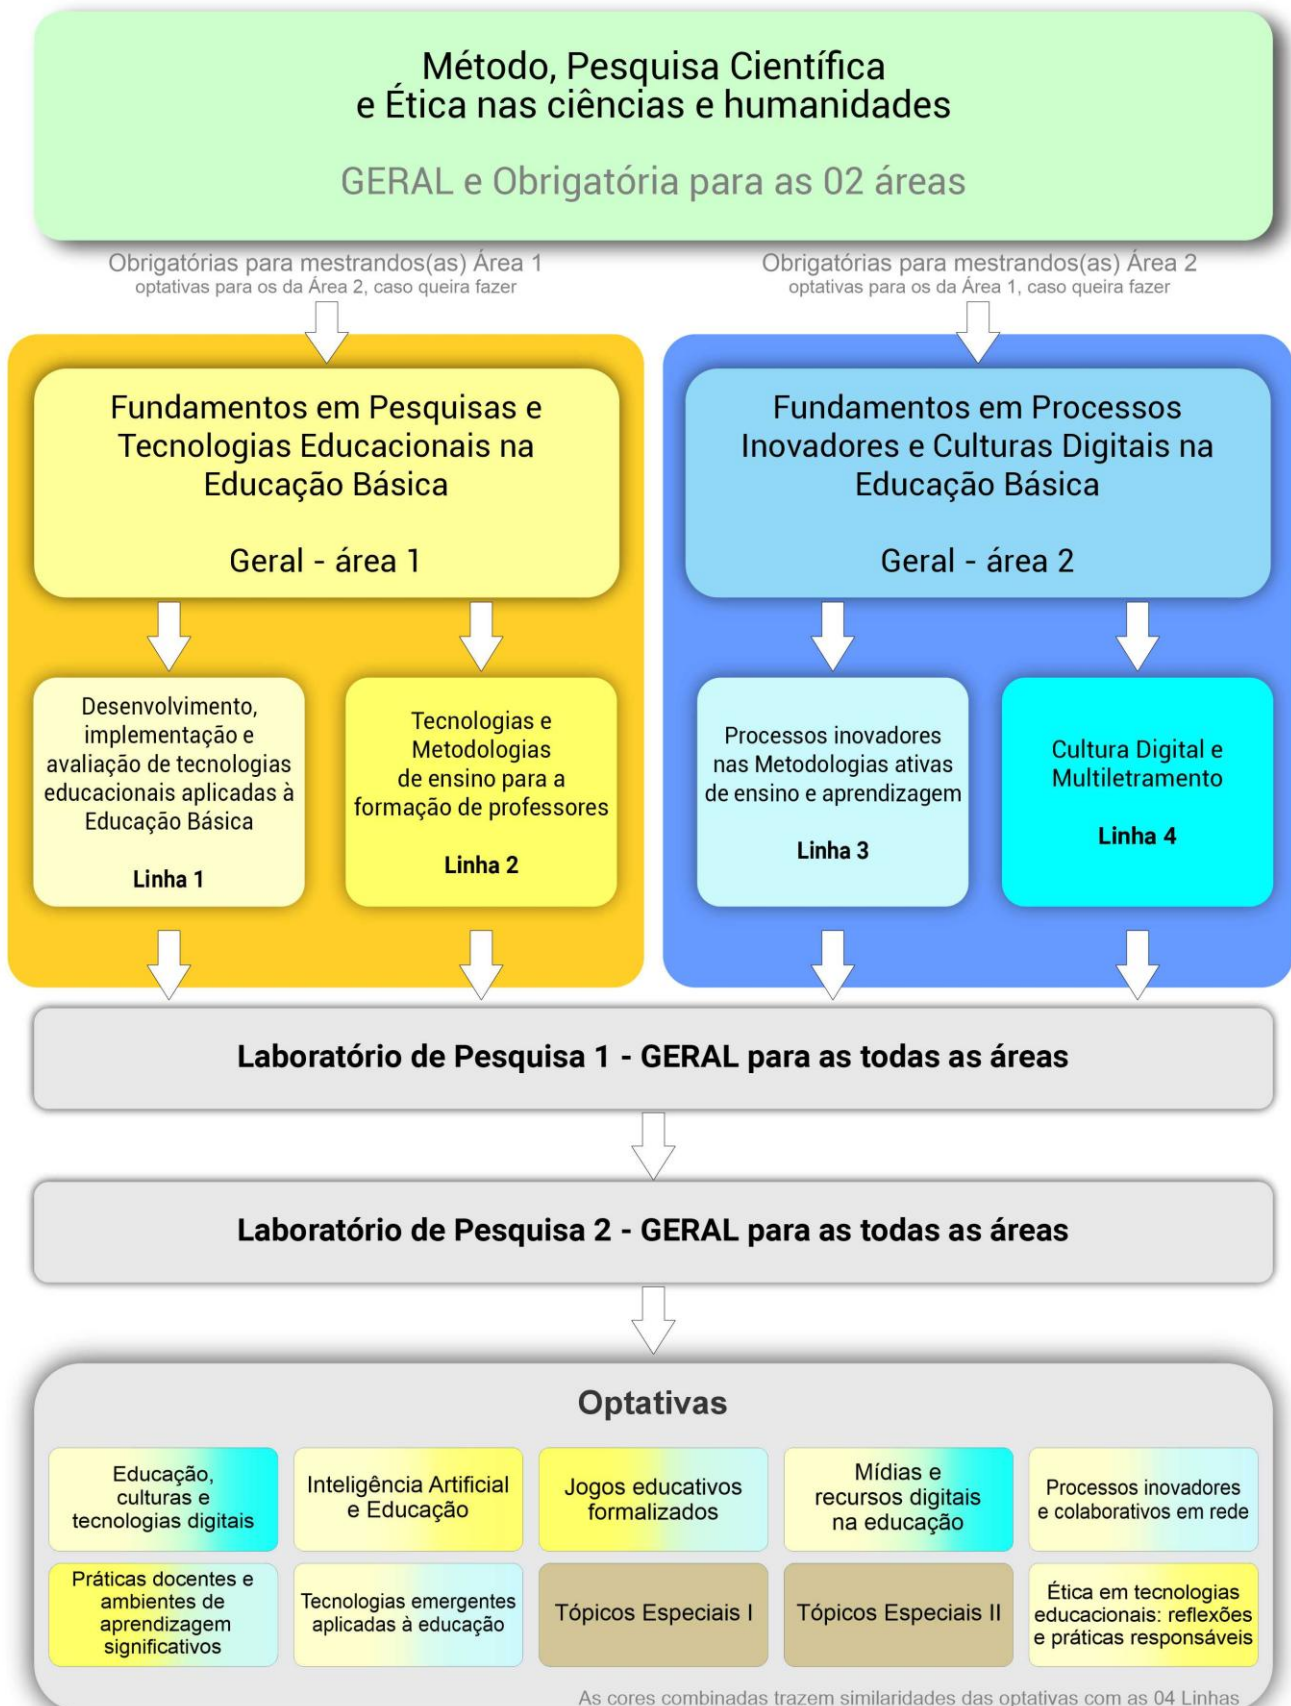 Método, Pesquisa Científica
e Ética nas ciências e humanidades
GERAL e Obrigatória para as 02 áreas
Obrigatórias para mestrandos(as) Área 1
optativas para os da Área 2, caso queira fazer
Obrigatórias para mestrandos(as) Área 2
optativas para os da Área 1, caso queira fazer
Fundamentos em Pesquisas e
Tecnologias Educacionais na
Educação Básica
Geral - área 1
Fundamentos em Processos
Inovadores e Culturas Digitais na
Educação Básica
Geral - área 2
Desenvolvimento,
implementação e
avaliação de tecnologias
educacionais aplicadas à
Educação Básica
Linha 1
Tecnologias e
Metodologias
de ensino para a
formação de professores
Linha 2
Processos inovadores
nas Metodologias ativas
de ensino e aprendizagem
Linha 3
Cultura Digital e
Multiletramento
Linha 4
Laboratório de Pesquisa 1 - GERAL para as todas as áreas
Laboratório de Pesquisa 2 - GERAL para as todas as áreas
Optativas
Educação,
culturas e
tecnologias digitais
Inteligência Artificial
e Educação
Jogos educativos
formalizados
Mídias e
recursos digitais
na educação
Processos inovadores
e colaborativos em rede
Práticas docentes e
ambientes de
aprendizagem
significativos
Tecnologias emergentes
aplicadas à educação
Tópicos Especiais I
Tópicos Especiais II
Ética em tecnologias
educacionais: reflexões
e práticas responsáveis
As cores combinadas trazem similaridades das optativas com as 04 Linhas